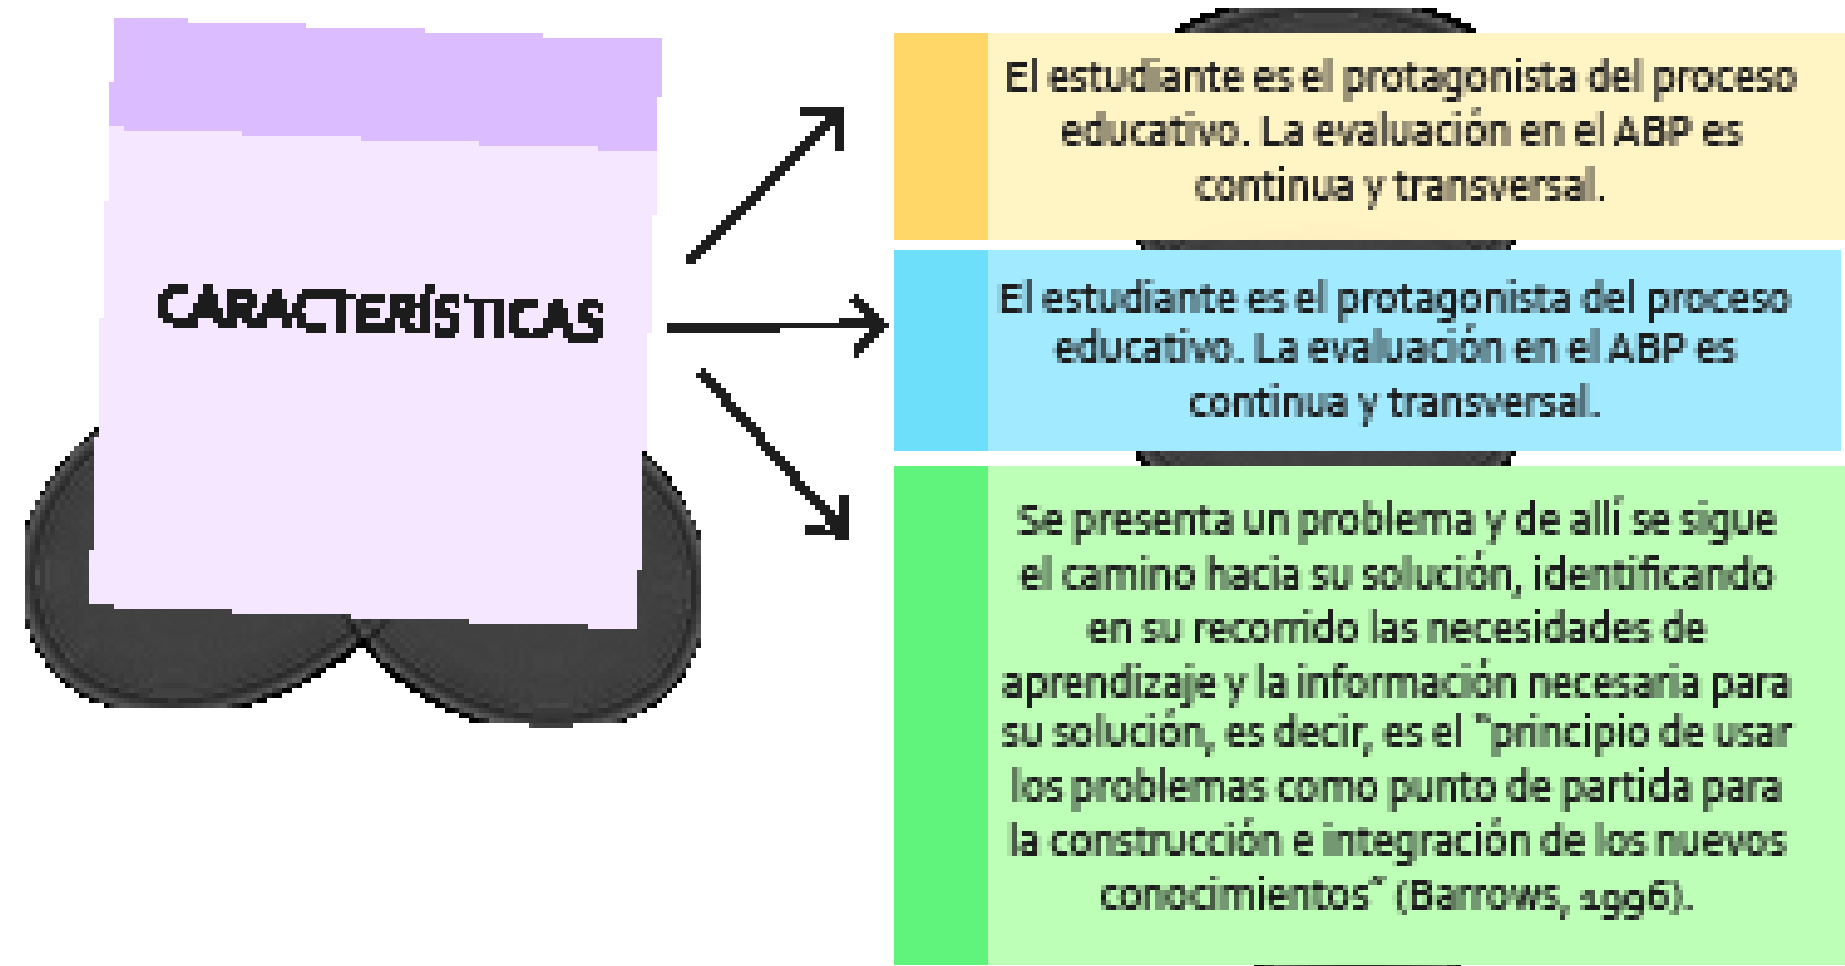 CARACTERÍSTICAS
El estudiante es el protagonista del proceso
educativo. La evaluación en el ABP es
continua y transversal.
El estudiante es el protagonista del proceso
educativo. La evaluación en el ABP es
continua y transversal.
Se presenta un problema y de allí se sigue
el camino hacia su solución, identificando
en su recorrido las necesidades de
aprendizaje y la información necesaria para
su solución, es decir, es el "principio de usar
los problemas como punto de partida para
la construcción e integración de los nuevos
conocimientos" (Barrows, 1996).